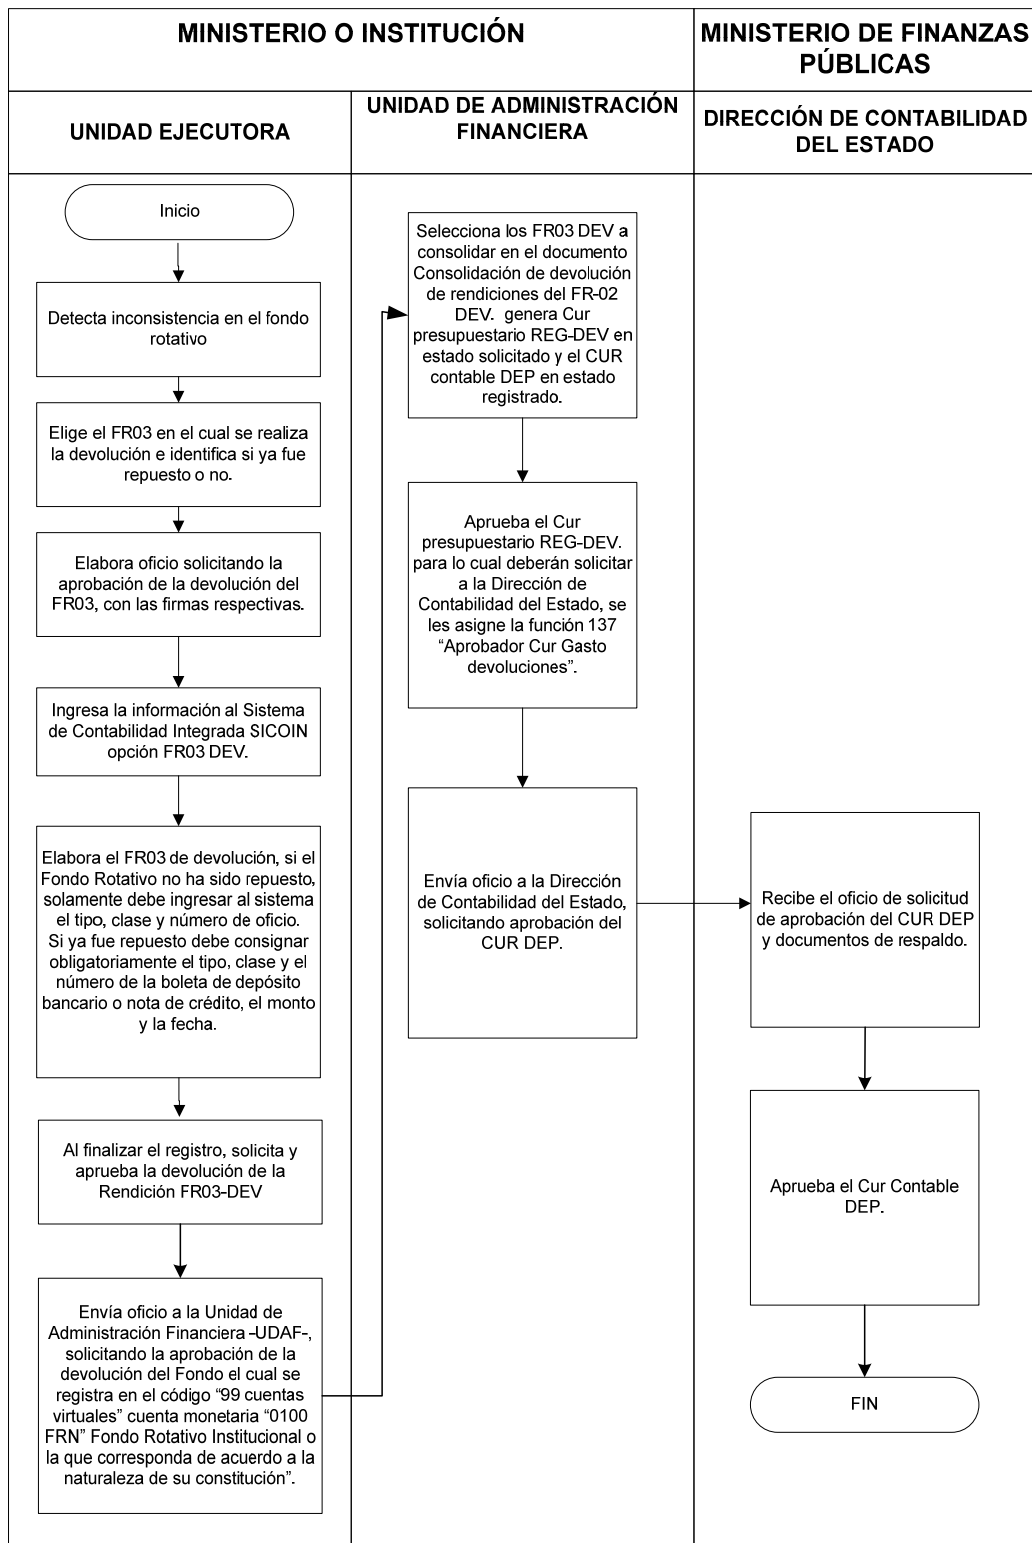 MINISTERIO O INSTITUCIÓN
MINISTERIO DE FINANZAS
PÚBLICAS
UNIDAD EJECUTORA
UNIDAD DE ADMINISTRACIÓN
FINANCIERA
DIRECCIÓN DE CONTABILIDAD
DEL ESTADO
Inicio
Detecta inconsistencia en el fondo
rotativo
Elige el FR03 en el cual se realiza
la devolución e identifica si ya fue
repuesto o no.
Elabora oficio solicitando la
aprobación de la devolución del
FR03, con las firmas respectivas.
Ingresa la información al Sistema
de Contabilidad Integrada SICOIN
opción FR03 DEV.
Elabora el FR03 de devolución, si el
Fondo Rotativo no ha sido repuesto,
solamente debe ingresar al sistema
el tipo, clase y número de oficio.
Si ya fue repuesto debe consignar
obligatoriamente el tipo, clase y el
número de la boleta de depósito
bancario o nota de crédito, el monto
y la fecha.
Al finalizar el registro, solicita y
aprueba la devolución de la
Rendición FR03-DEV
Envía oficio a la Unidad de
Administración Financiera -UDAF-,
solicitando la aprobación de la
devolución del Fondo el cual se
registra en el código “99 cuentas
virtuales” cuenta monetaria “0100
FRN” Fondo Rotativo Institucional o
la que corresponda de acuerdo a la
naturaleza de su constitución”.
Selecciona los FR03 DEV a
consolidar en el documento
Consolidación de devolución
de rendiciones del FR-02
DEV. genera Cur
presupuestario REG-DEV en
estado solicitado y el CUR
contable DEP en estado
registrado.
Aprueba el Cur
presupuestario REG-DEV.
para lo cual deberán solicitar
a la Dirección de
Contabilidad del Estado, se
les asigne la función 137
“Aprobador Cur Gasto
devoluciones”.
Envía oficio a la Dirección
de Contabilidad del Estado,
solicitando aprobación del
CUR DEP.
Recibe el oficio de solicitud
de aprobación del CUR DEP
y documentos de respaldo.
Aprueba el Cur Contable
DEP.
FIN